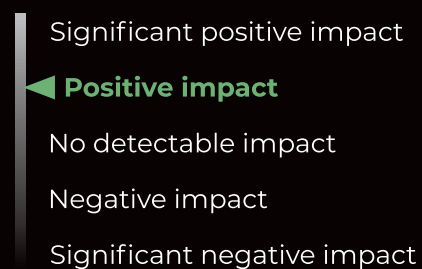 Significant positive impact
Positive impact
No detectable impact
Negative impact
Significant negative impact